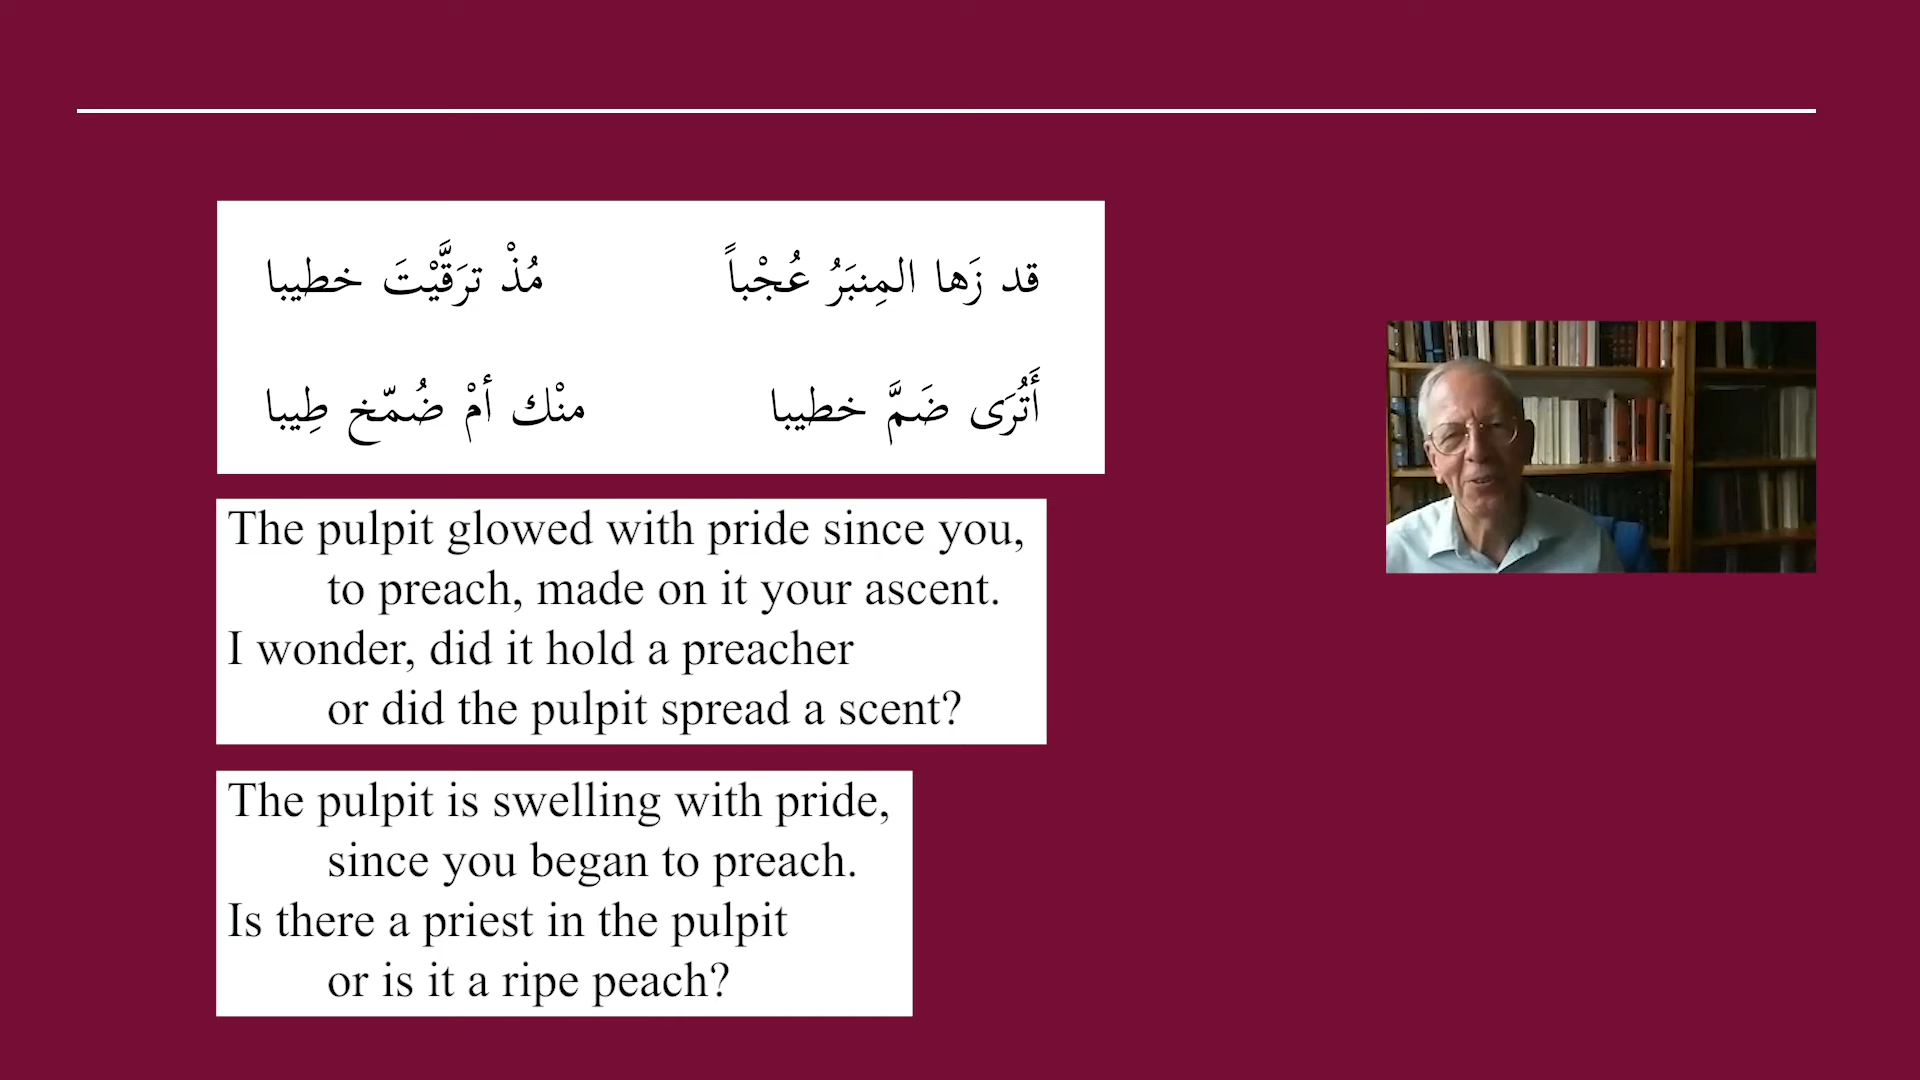 قد زَها المِنبَرُ عُجْباً مُذْ ترَقَّيْتَ خطيبا
أَتُرَى ضَمَّ خطيبا منْك أمْ ضُمّخ طِيبا
The pulpit glowed with pride since you,
to preach, made on it your ascent.
I wonder, did it hold a preacher
or did the pulpit spread a scent?
The pulpit is swelling with pride,
since you began to preach.
Is there a priest in the pulpit
or is it a ripe peach?